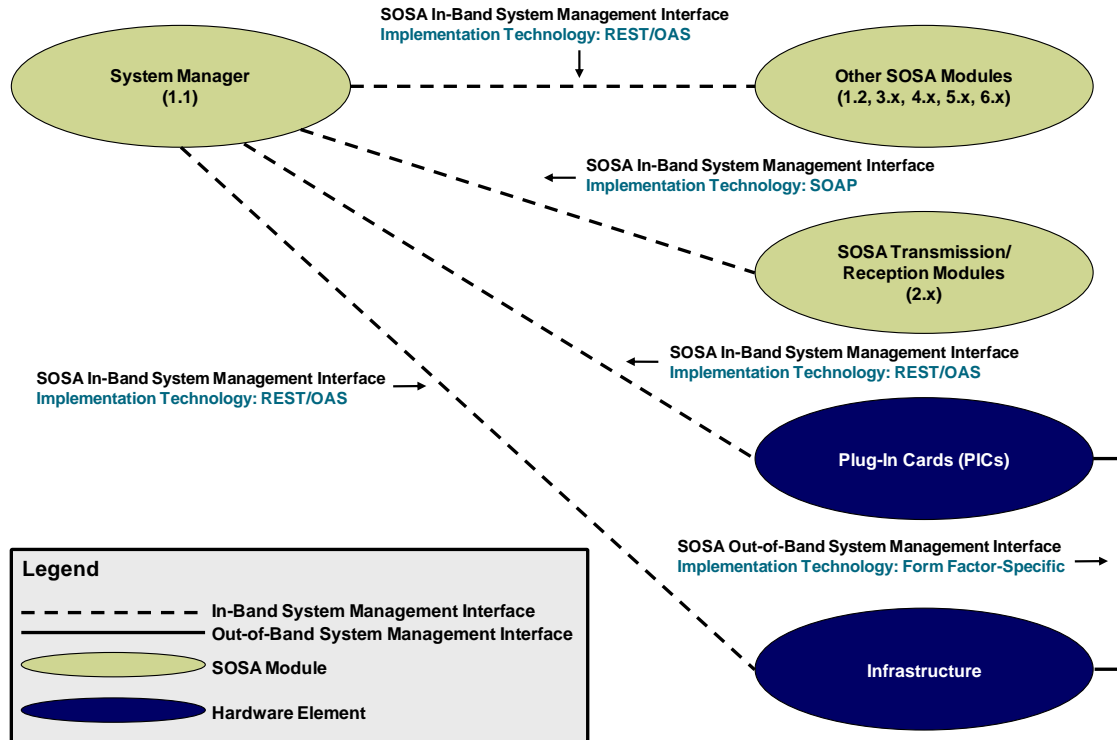 SOSA In-Band System Management Interface
Implementation Technology: REST/OAS
System Manager
(1.1)
Other SOSA Modules
(1.2, 3.x, 4.x, 5.x, 6.x)
SOSA In-Band System Management Interface
Implementation Technology: SOAP
SOSA Transmission/
Reception Modules
(2.x)
SOSA In-Band System Management Interface
Implementation Technology: REST/OAS
SOSA In-Band System Management Interface
Implementation Technology: REST/OAS
Plug-In Cards (PICs)
SOSA Out-of-Band System Management Interface
Implementation Technology: Form Factor-Specific
Infrastructure
Legend
In-Band System Management Interface
Out-of-Band System Management Interface
SOSA Module
Hardware Element